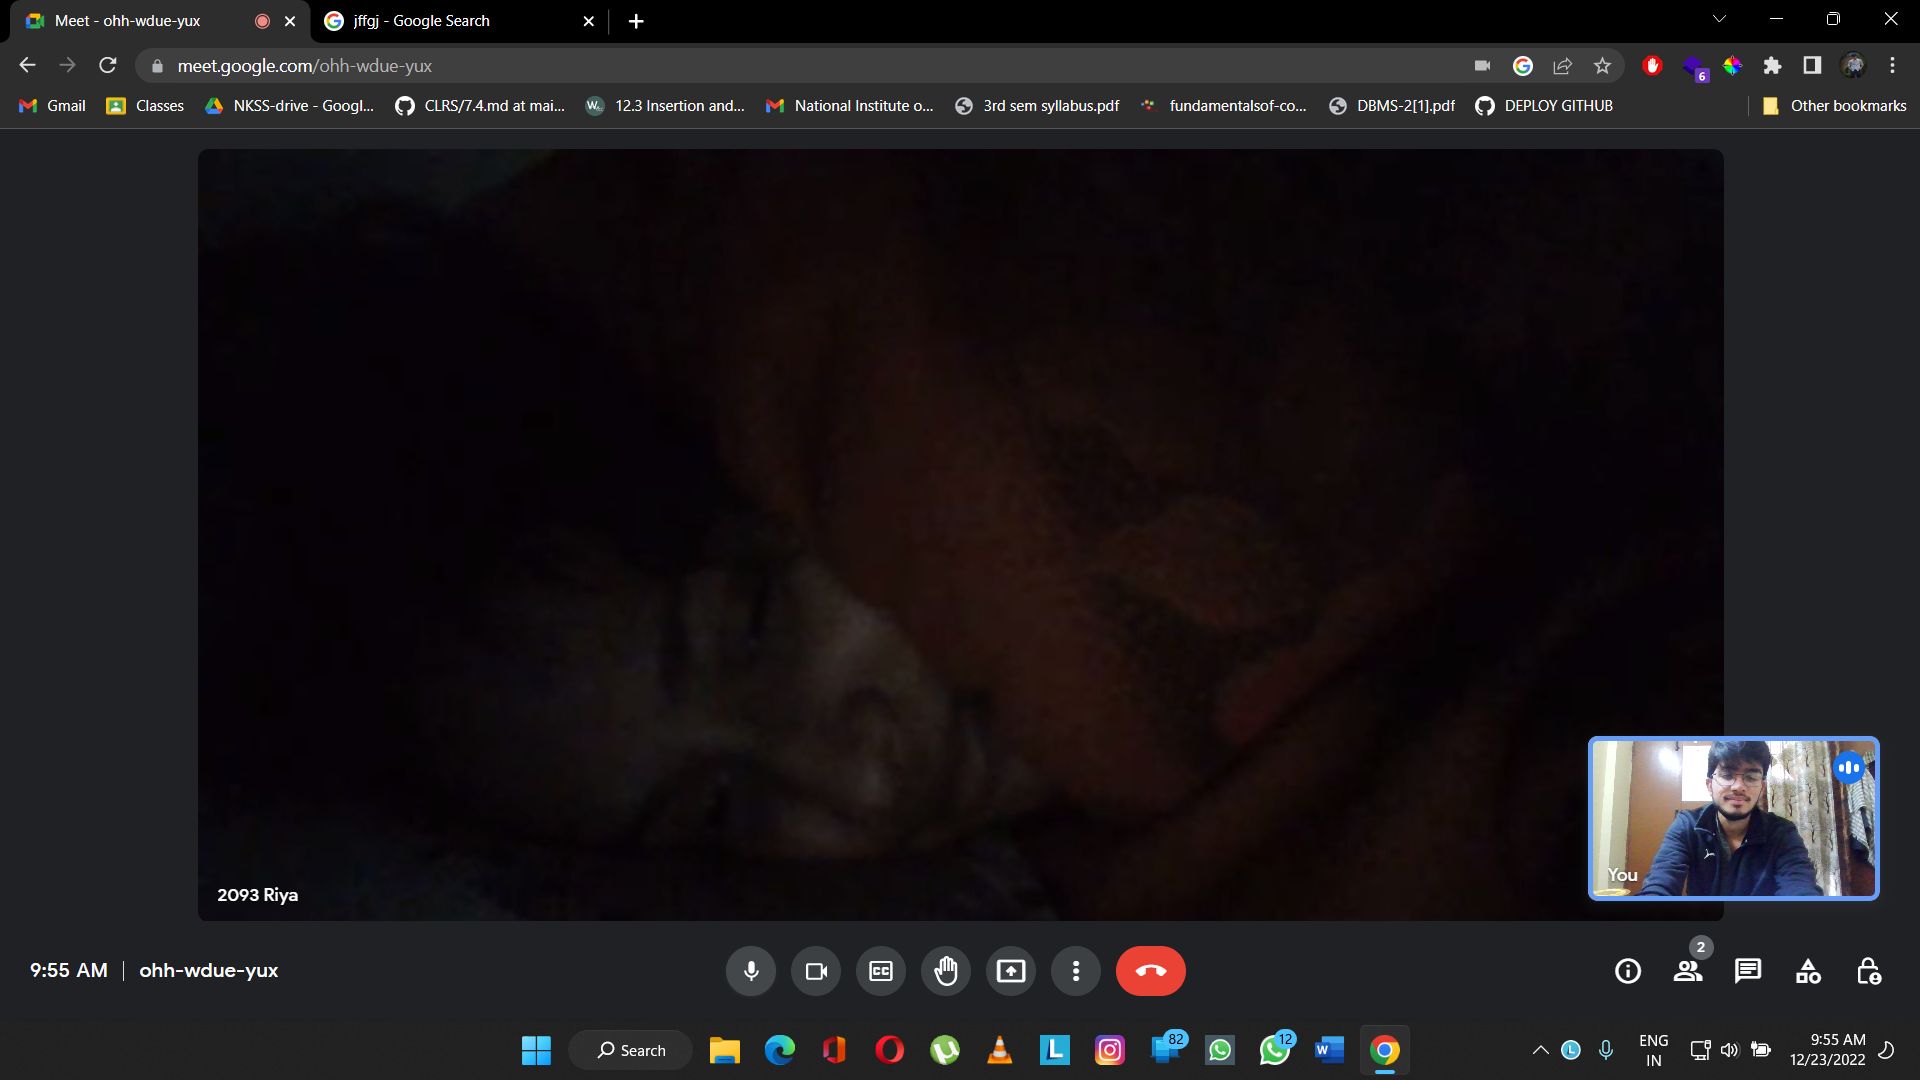 Meet - ohh-wdue-yux
jffgj - Google Search
meet.google.com/ohh-wdue-yux
6
Gmail
Classes
NKSS-drive - Googl...
CLRS/7.4.md at mai...
12.3 Insertion and...
National Institute o...
3rd sem syllabus.pdf
fundamentalsof-co...
DBMS-2[1].pdf
DEPLOY GITHUB
Other bookmarks
You
2093 Riya
9:55 AM | ohh-wdue-yux
CC
2
Search
82
12
ENG
IN
9:55 AM
12/23/2022